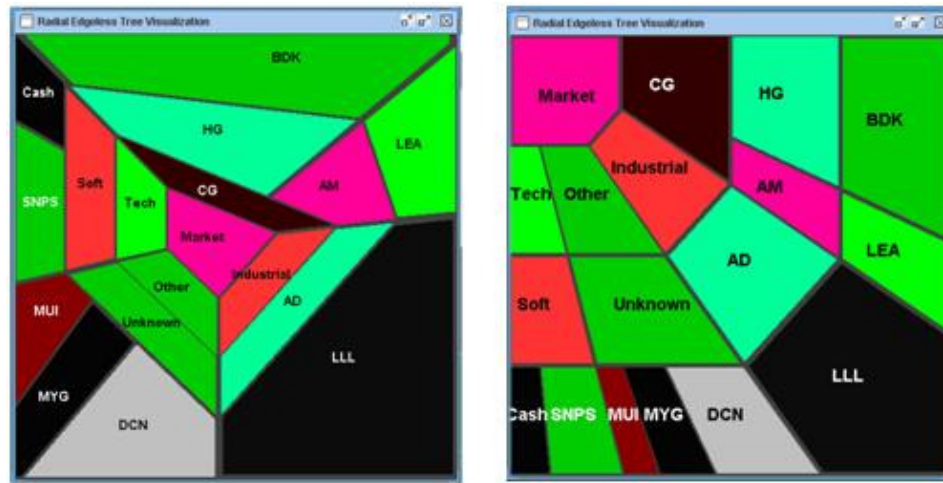 Radial Edgeless Tree Visualization
BDK
Cash
HG
LEA
Soft
AM
CG
SNPS
Tech
Market
Industrial
Other
AD
MUI
Unknown
LLL
MYG
DCN
Radial Edgeless Tree Visualization
CG
HG
Market
BDK
Industrial
Tech
Other
AM
LEA
AD
Soft
Unknown
LLL
Cash
SNPS
MUI
MYG
DCN